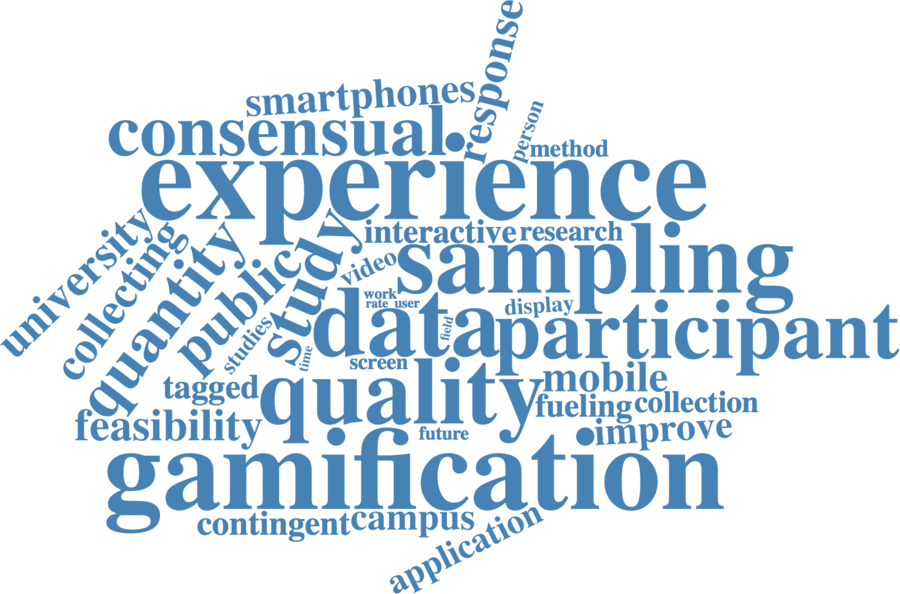 response
smartphones
consensual
person
method
experience
university
collecting
quantity
public
study
interactive
research
video
sampling
studies
work
rate
user
data
field
display
participant
time
screen
tagged
quality
mobile
fueling
collection
feasibility
future
improve
gamification
contingent
campus
application